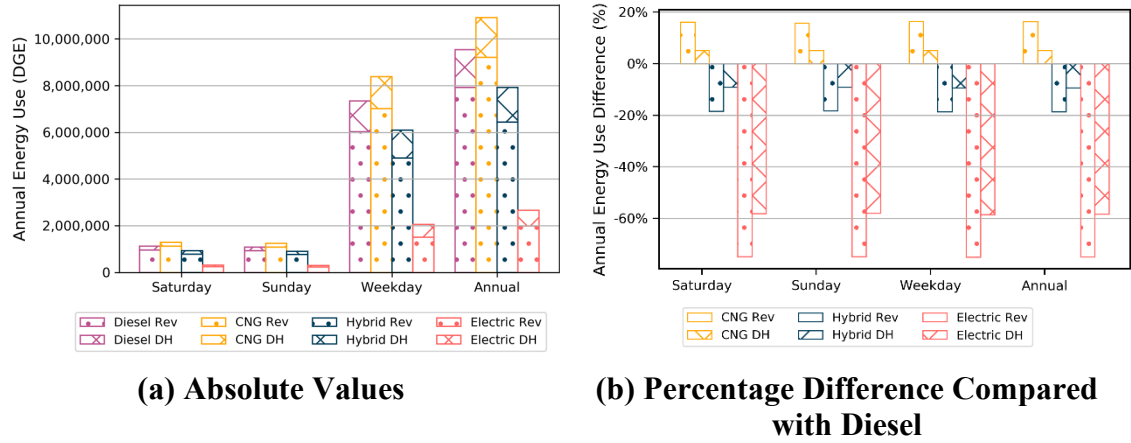 Annual Energy Use (DGE)
10,000,000
8,000,000
6,000,000
4,000,000
2,000,000
0
Saturday
Sunday
Weekday
Annual
Diesel Rev
CNG Rev
Hybrid Rev
Electric Rev
Diesel DH
CNG DH
Hybrid DH
Electric DH
(a) Absolute Values
Annual Energy Use Difference (%)
20%
0%
-20%
-40%
-60%
Saturday
Sunday
Weekday
Annual
CNG Rev
Hybrid Rev
Electric Rev
CNG DH
Hybrid DH
Electric DH
(b) Percentage Difference Compared
with Diesel